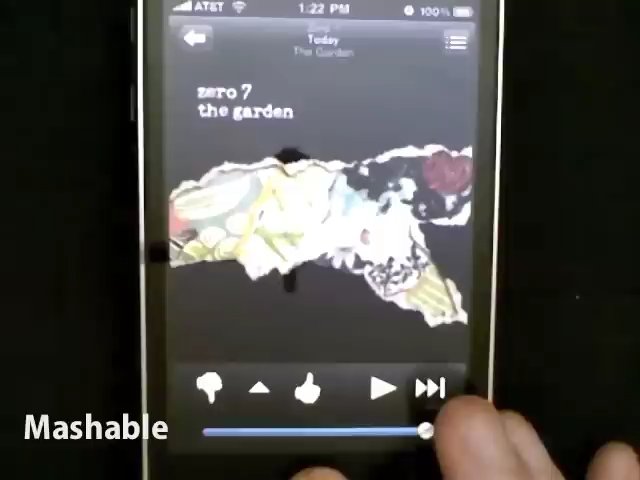 AT&T 1:22 PM 100%
Today
The Garden
zero 7
the garden
Mashable